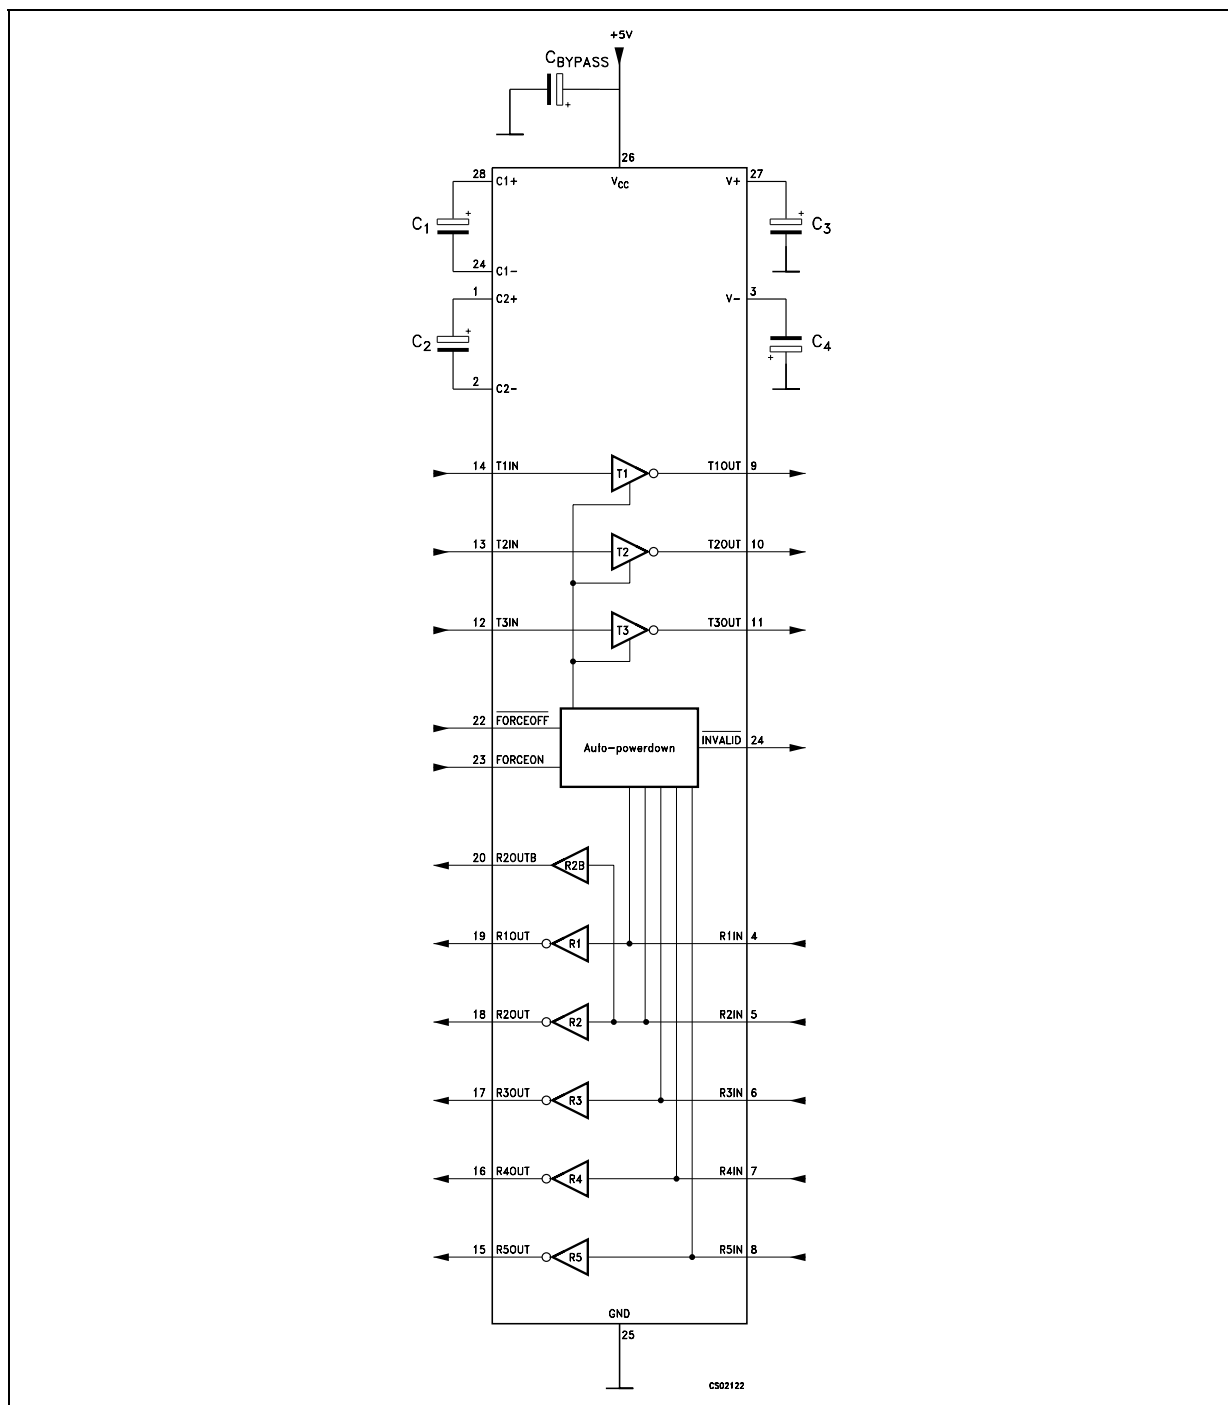 +5V
CBYPASS
+
26
28 C1+ VCC V+ 27
C1 + + C3
24 C1-
1 C2+ V- 3
C2 + C4
+
2 C2-
14 T1IN T1 T1OUT 9
13 T2IN T2 T2OUT 10
12 T3IN T3 T3OUT 11
22 FORCEOFF
Auto-powerdown INVALID 24
23 FORCEON
20 R2OUTB R2B
19 R1OUT R1 R1IN 4
18 R2OUT R2 R2IN 5
17 R3OUT R3 R3IN 6
16 R4OUT R4 R4IN 7
15 R5OUT R5 R5IN 8
GND
25
CS02122